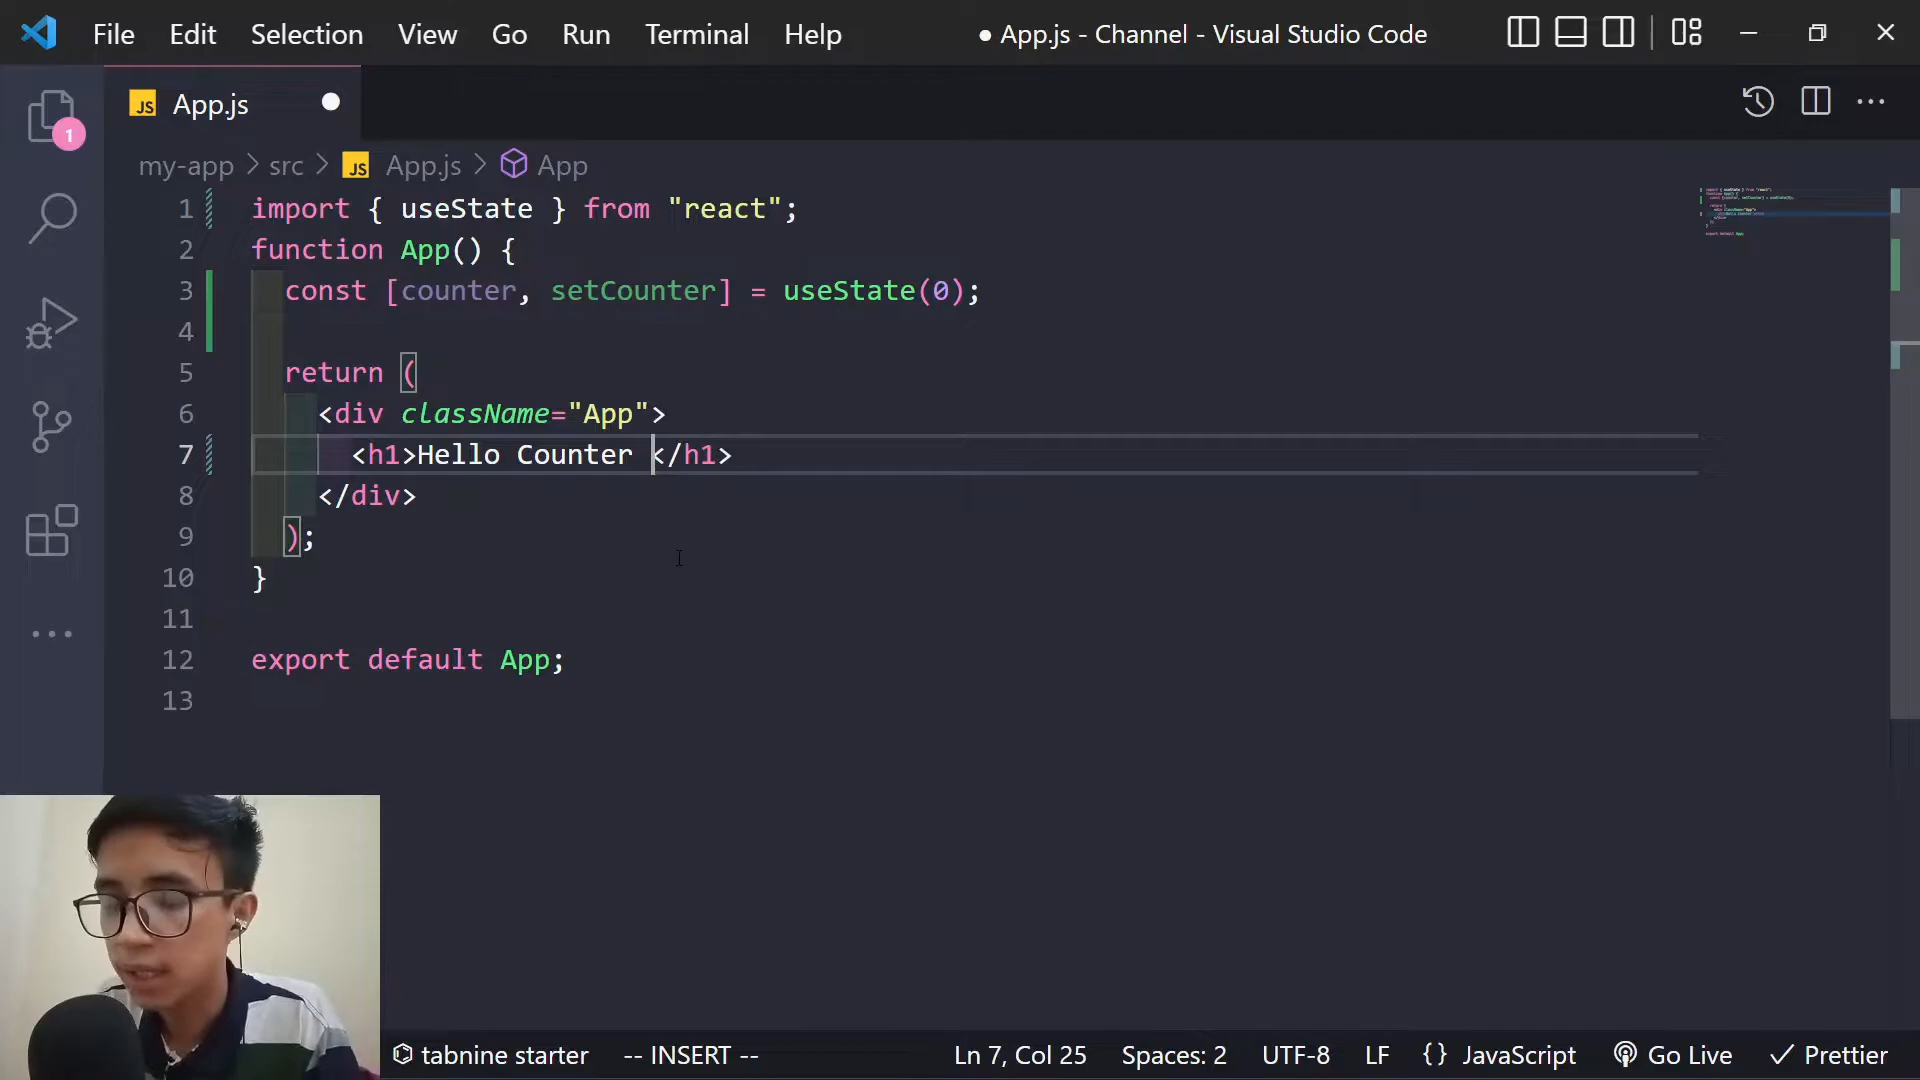 File Edit Selection View Go Run Terminal Help ● App.js - Channel - Visual Studio Code
JS App.js
1
my-app > src > JS App.js > App
1 import { useState } from "react";
2 function App() {
3 const [counter, setCounter] = useState(0);
4
5 return (
6 <div className="App">
7 <h1>Hello Counter </h1>
8 </div>
9 );
10 }
11
12 export default App;
13
tabnine starter -- INSERT -- Ln 7, Col 25 Spaces: 2 UTF-8 LF {} JavaScript Go Live ✓ Prettier